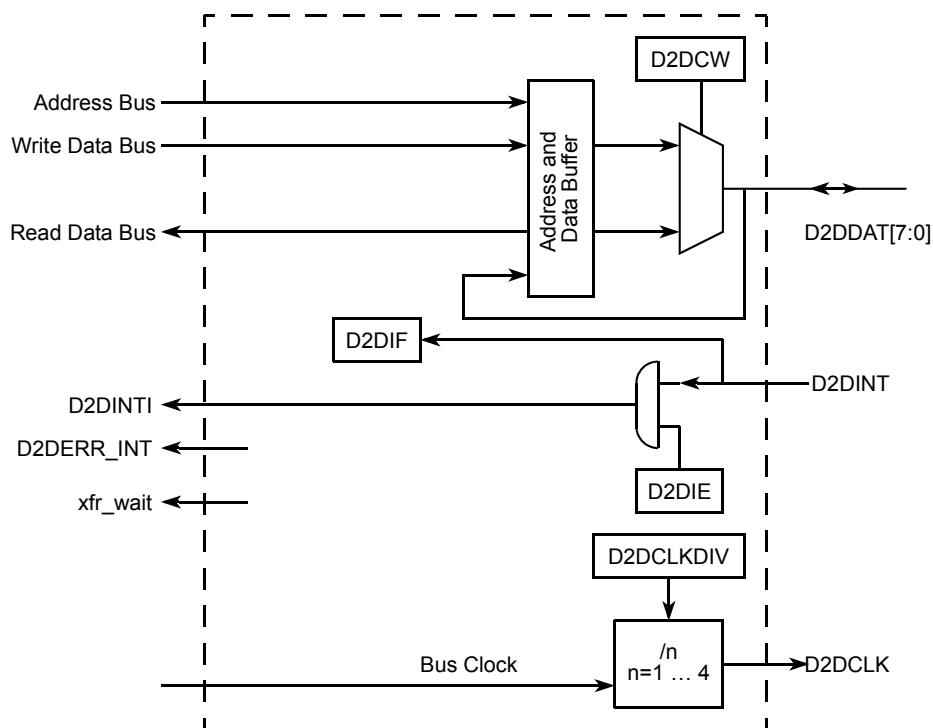 D2DCW
Address Bus
Write Data Bus
Address and
Data Buffer
Read Data Bus
D2DDAT[7:0]
D2DIF
D2DINT
D2DINTI
D2DERR_INT
D2DIE
xfr_wait
D2DCLKDIV
/n
n=1 … 4
Bus Clock
D2DCLK